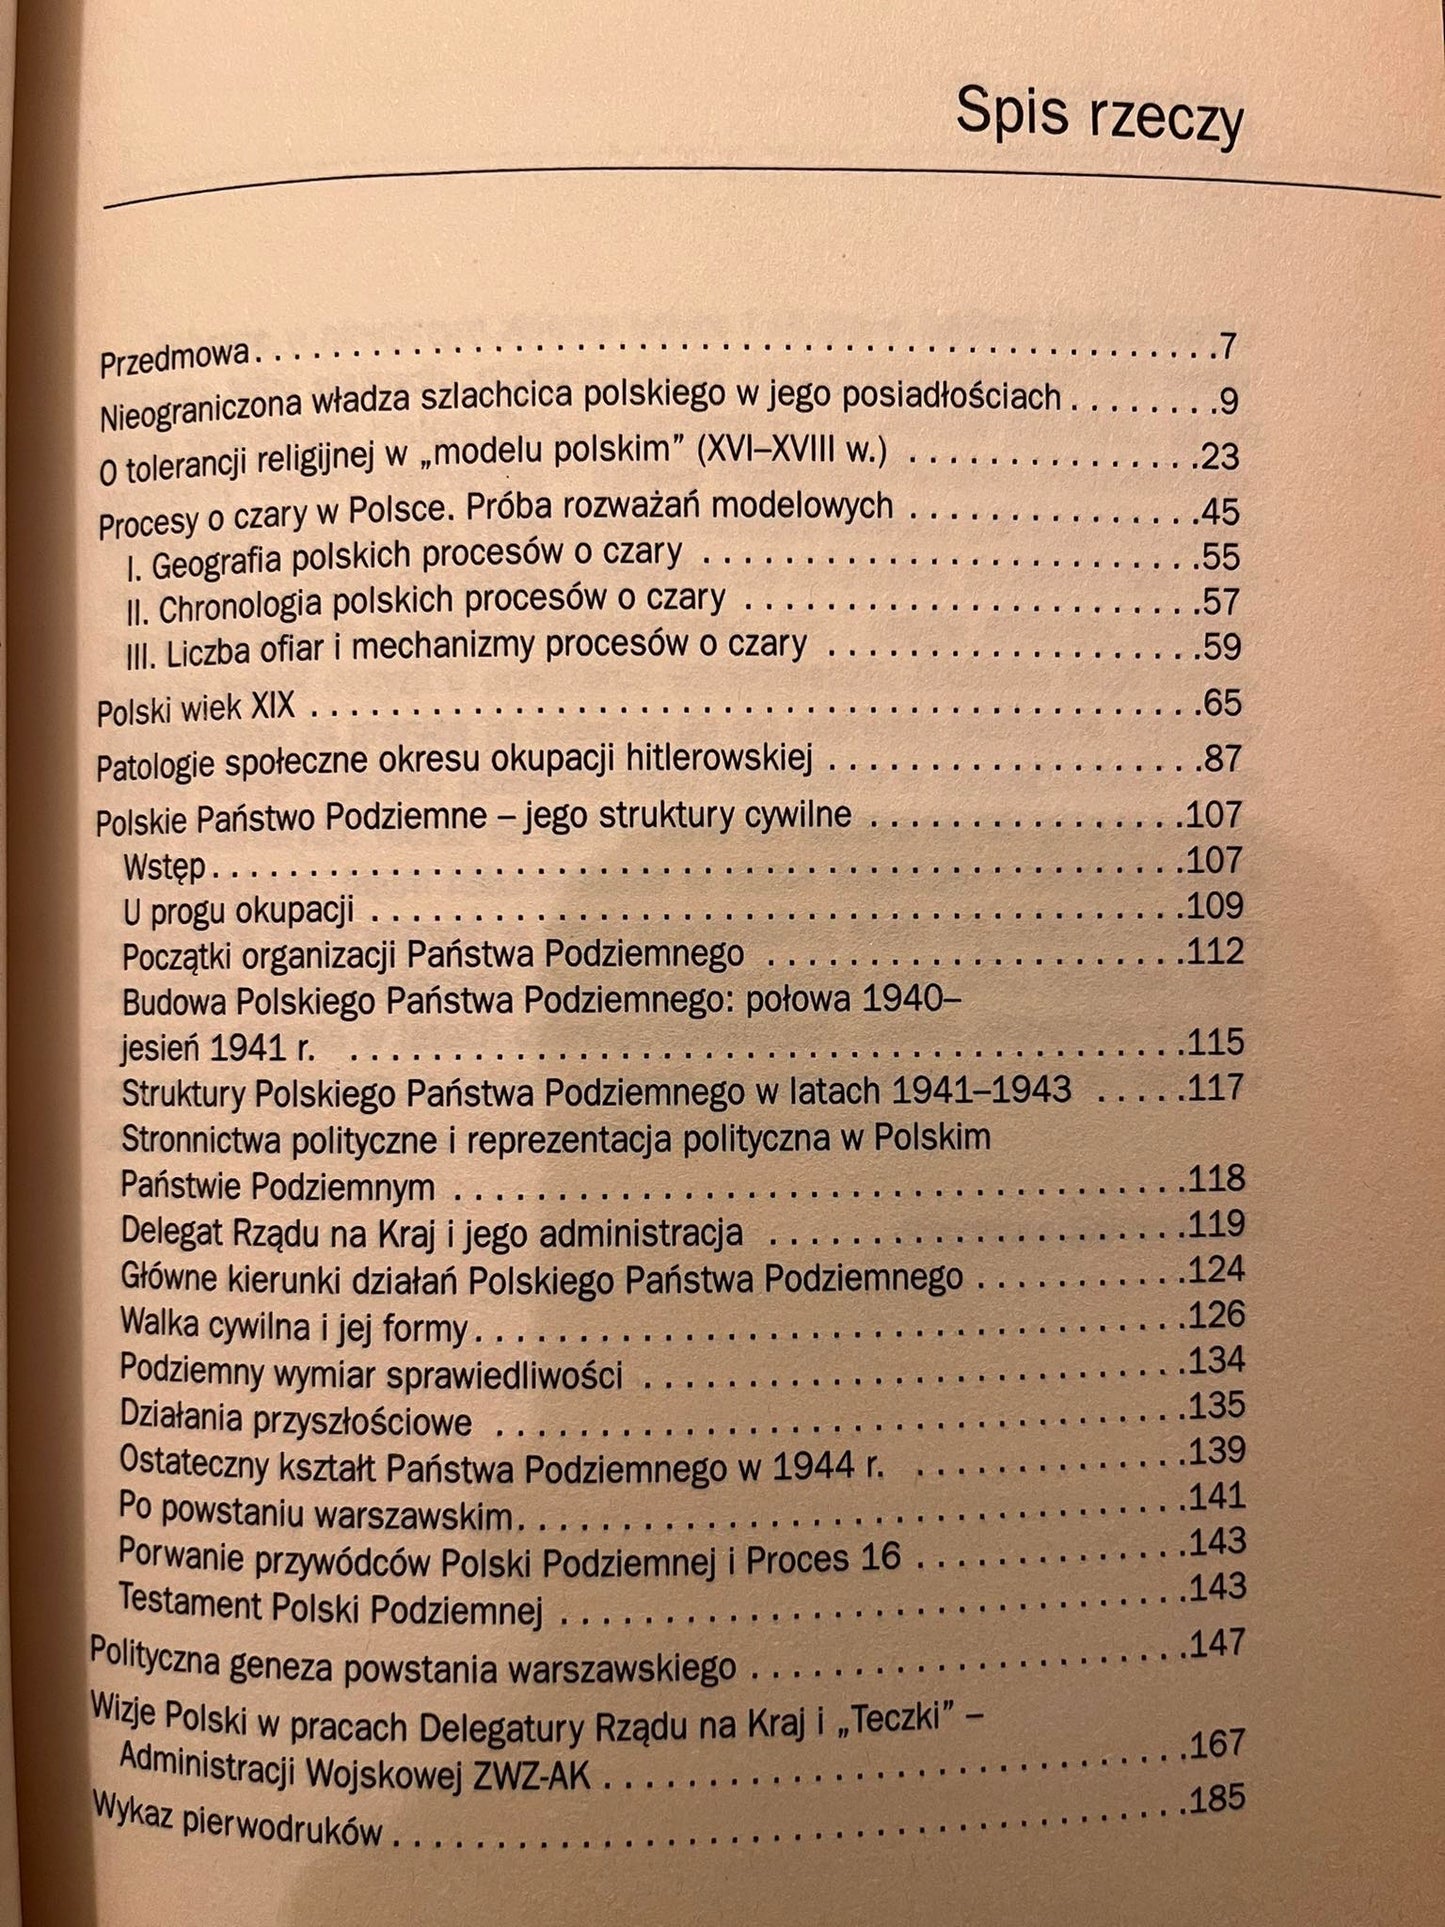 Spis rzeczy
Przedmowa. . . . . . . . . . . . . . . . . . . . . . . . . . . . . . . . . . . . . . . . . . . . . . .7
Nieograniczona władza szlachcica polskiego w jego posiadłościach . . . . . . . .9
O tolerancji religijnej w „modelu polskim” (XVI–XVIII w.) . . . . . . . . . . . . . . .23
Procesy o czary w Polsce. Próba rozważań modelowych . . . . . . . . . . . . . . .45
I. Geografia polskich procesów o czary . . . . . . . . . . . . . . . . . . . . . . . . .55
II. Chronologia polskich procesów o czary . . . . . . . . . . . . . . . . . . . . . . .57
III. Liczba ofiar i mechanizmy procesów o czary . . . . . . . . . . . . . . . . . . .59
Polski wiek XIX . . . . . . . . . . . . . . . . . . . . . . . . . . . . . . . . . . . . . . . . . . .65
Patologie społeczne okresu okupacji hitlerowskiej . . . . . . . . . . . . . . . . . . .87
Polskie Państwo Podziemne – jego struktury cywilne . . . . . . . . . . . . . . . .107
Wstęp. . . . . . . . . . . . . . . . . . . . . . . . . . . . . . . . . . . . . . . . . . . . . . .107
U progu okupacji . . . . . . . . . . . . . . . . . . . . . . . . . . . . . . . . . . . . . . . .109
Początki organizacji Państwa Podziemnego . . . . . . . . . . . . . . . . . . . . .112
Budowa Polskiego Państwa Podziemnego: połowa 1940–
jesień 1941 r. . . . . . . . . . . . . . . . . . . . . . . . . . . . . . . . . . . . . . . . . .115
Struktury Polskiego Państwa Podziemnego w latach 1941–1943 . . . . .117
Stronnictwa polityczne i reprezentacja polityczna w Polskim
Państwie Podziemnym . . . . . . . . . . . . . . . . . . . . . . . . . . . . . . . . . . . .118
Delegat Rządu na Kraj i jego administracja . . . . . . . . . . . . . . . . . . . . .119
Główne kierunki działań Polskiego Państwa Podziemnego . . . . . . . . . . .124
Walka cywilna i jej formy. . . . . . . . . . . . . . . . . . . . . . . . . . . . . . . . . . .126
Podziemny wymiar sprawiedliwości . . . . . . . . . . . . . . . . . . . . . . . . . . .134
Działania przyszłościowe . . . . . . . . . . . . . . . . . . . . . . . . . . . . . . . . . .135
Ostateczny kształt Państwa Podziemnego w 1944 r. . . . . . . . . . . . . . .139
Po powstaniu warszawskim. . . . . . . . . . . . . . . . . . . . . . . . . . . . . . . . .141
Porwanie przywódców Polski Podziemnej i Proces 16 . . . . . . . . . . . . . .143
Testament Polski Podziemnej . . . . . . . . . . . . . . . . . . . . . . . . . . . . . . .143
Polityczna geneza powstania warszawskiego . . . . . . . . . . . . . . . . . . . . . .147
Wizje Polski w pracach Delegatury Rządu na Kraj i „Teczki” –
Administracji Wojskowej ZWZ-AK . . . . . . . . . . . . . . . . . . . . . . . . . . . . .167
Wykaz pierwodruków . . . . . . . . . . . . . . . . . . . . . . . . . . . . . . . . . . . . . . .185